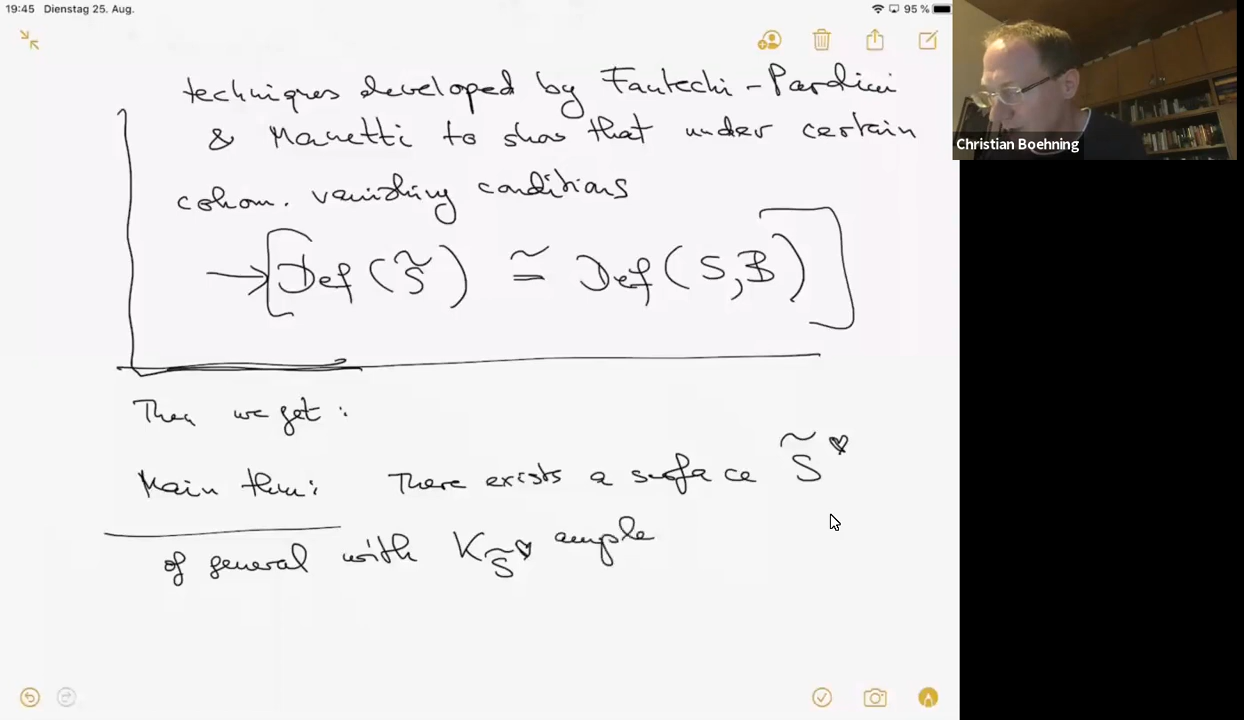 19:45 Dienstag 25. Aug.
95 %
techniques developed by Fantechi - Pardini
& Manetti to show that under certain
cohom. vanishing conditions
→ [ Def(S̃) ≅ Def(S, B) ]
Then we get :
Main thm: There exists a surface S̃♡
of general with K_S̃♡ ample
Christian Boehning